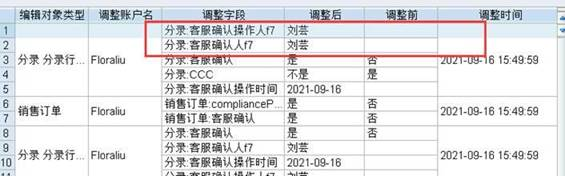 编辑对象类型 调整账户名 调整字段 调整后 调整前 调整时间
1 分录:客服确认操作人f7 刘芸
2 分录:客服确认人f7 刘芸
3 分录 分录行... Floraliu 分录:客服确认 是 否 2021-09-16 15:49:59
4 分录:CCC 不是 是
5 分录:客服确认操作时间 2021-09-16
6 销售订单 Floraliu 销售订单:complianceP... 是 否 2021-09-16 15:49:59
7 销售订单:客服确认 是 否
8 分录:客服确认 是 否
9 分录 分录行... Floraliu 分录:客服确认人f7 刘芸 2021-09-16 15:49:59
10 分录:客服确认操作时间 2021-09-16